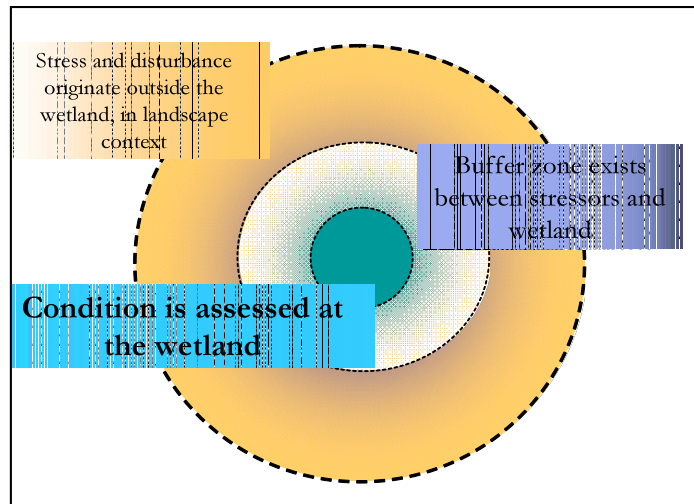 Stress and disturbance
originate outside the
wetland, in landscape
context
Buffer zone exists
between stressors and
wetland
Condition is assessed at
the wetland